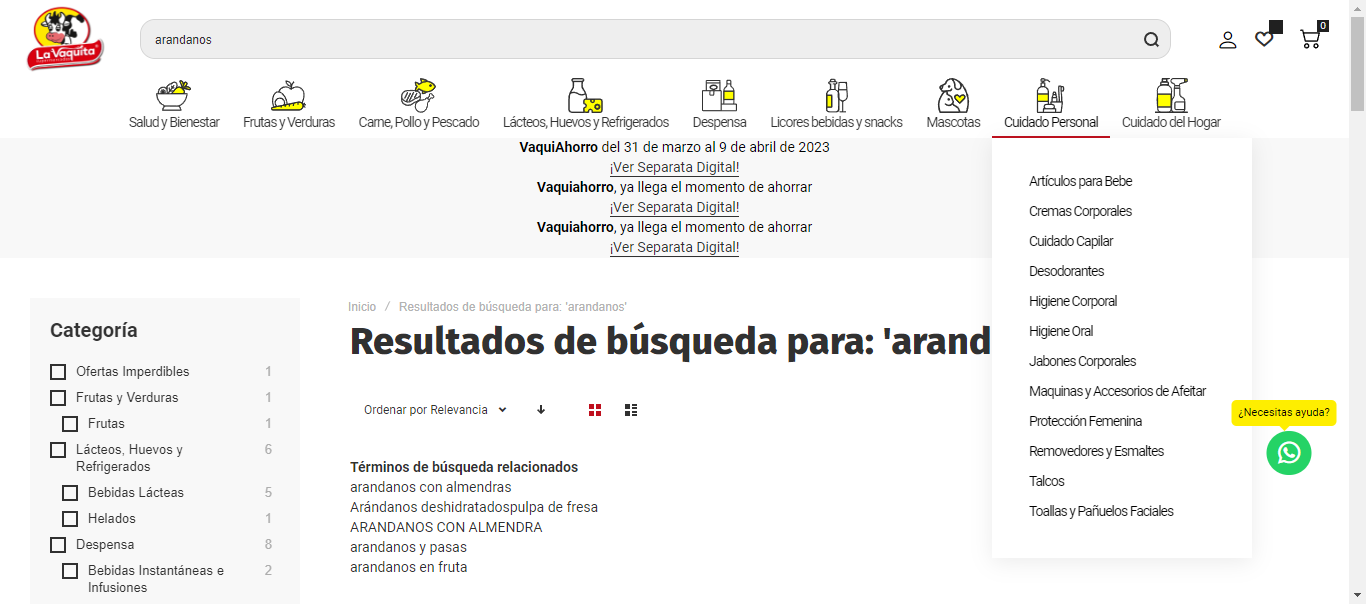 La Vaquita
arandanos
0
Salud y Bienestar
Frutas y Verduras
Carne, Pollo y Pescado
Lácteos, Huevos y Refrigerados
Despensa
Licores bebidas y snacks
Mascotas
Cuidado Personal
Cuidado del Hogar
VaquiAhorro del 31 de marzo al 9 de abril de 2023
¡Ver Separata Digital!
Vaquiahorro, ya llega el momento de ahorrar
¡Ver Separata Digital!
Vaquiahorro, ya llega el momento de ahorrar
¡Ver Separata Digital!
Artículos para Bebe
Cremas Corporales
Cuidado Capilar
Desodorantes
Higiene Corporal
Higiene Oral
Jabones Corporales
Maquinas y Accesorios de Afeitar
Protección Femenina
Removedores y Esmaltes
Talcos
Toallas y Pañuelos Faciales
Categoría
Ofertas Imperdibles 1
Frutas y Verduras 1
Frutas 1
Lácteos, Huevos y 6
Refrigerados
Bebidas Lácteas 5
Helados 1
Despensa 8
Bebidas Instantáneas e 2
Infusiones
Inicio / Resultados de búsqueda para: 'arandanos'
Resultados de búsqueda para: 'arand
Ordenar por Relevancia
Términos de búsqueda relacionados
arandanos con almendras
Arándanos deshidratadospulpa de fresa
ARANDANOS CON ALMENDRA
arandanos y pasas
arandanos en fruta
¿Necesitas ayuda?